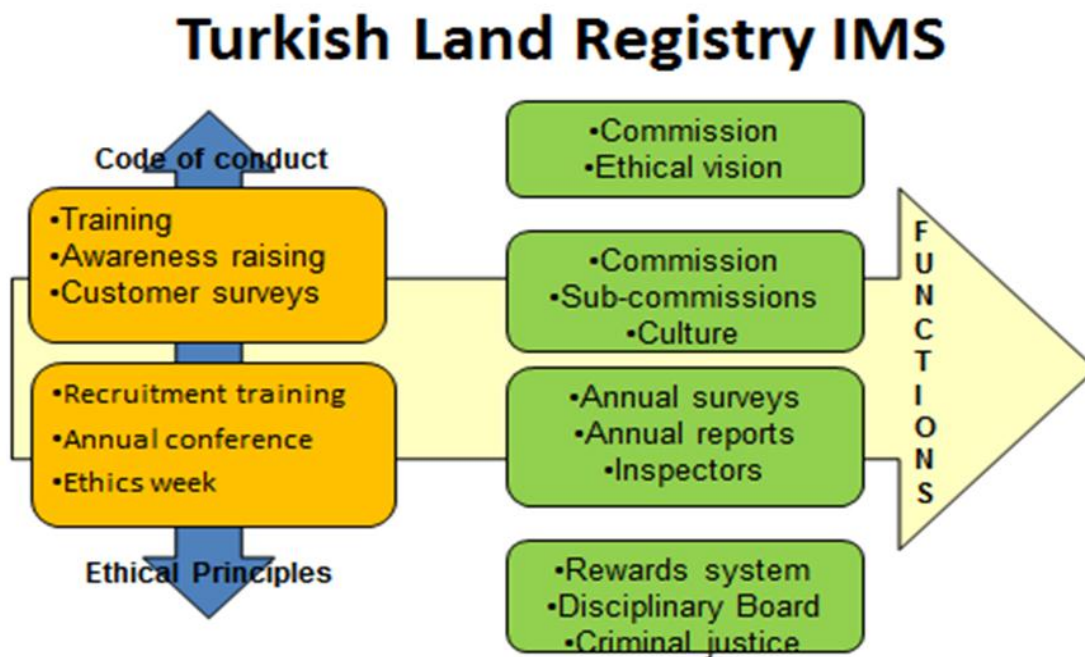 Turkish Land Registry IMS
Code of conduct
•Training
•Awareness raising
•Customer surveys
•Recruitment training
•Annual conference
•Ethics week
Ethical Principles
•Commission
•Ethical vision
•Commission
•Sub-commissions
•Culture
•Annual surveys
•Annual reports
•Inspectors
•Rewards system
•Disciplinary Board
•Criminal justice
FUNCTIONS